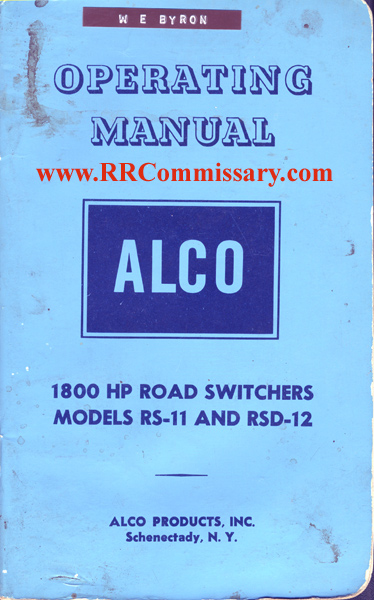 W E BYRON
OPERATING
MANUAL
www.RRCommissary.com
ALCO
1800 HP ROAD SWITCHERS
MODELS RS-11 AND RSD-12
ALCO PRODUCTS, INC.
Schenectady, N. Y.